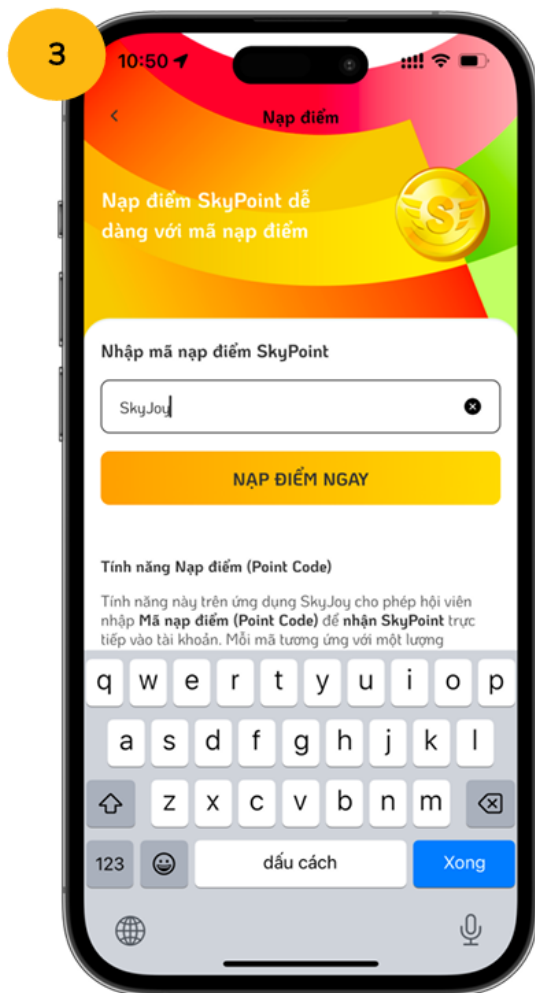 3
10:50
Nạp điểm
Nạp điểm SkyPoint dễ
dàng với mã nạp điểm
S
Nhập mã nạp điểm SkyPoint
SkyJoy
NẠP ĐIỂM NGAY
Tính năng Nạp điểm (Point Code)
Tính năng này trên ứng dụng SkyJoy cho phép hội viên
nhập Mã nạp điểm (Point Code) để nhận SkyPoint trực
tiếp vào tài khoản. Mỗi mã tương ứng với một lượng
q w e r t y u i o p
a s d f g h j k l
z x c v b n m
123 dấu cách Xong